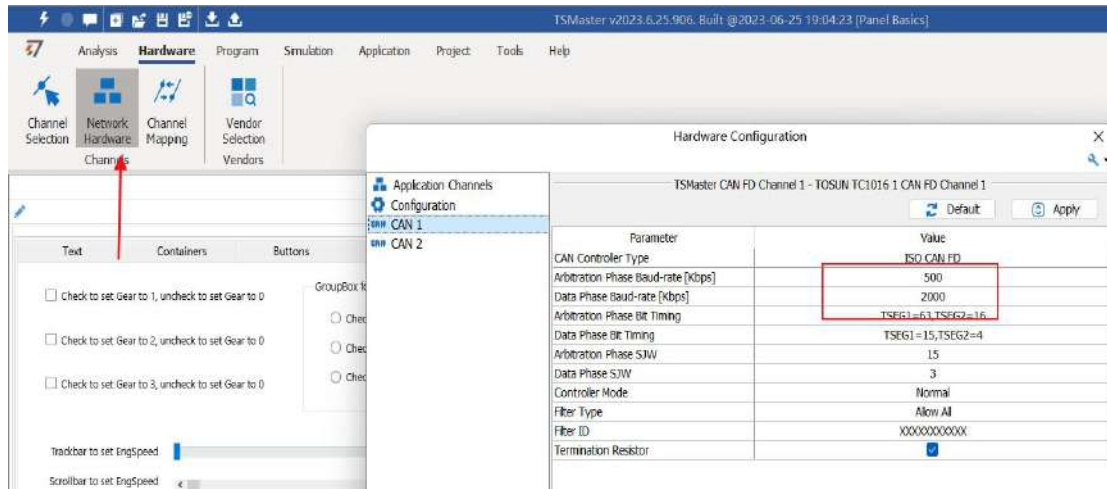 TSMaster v2023.6.25.906. Built @2023-06-25 19:04:23 [Panel Basics]
Analysis Hardware Program Simulation Application Project Tools Help
Channel Selection
Network Hardware
Channel Mapping
Vendor Selection
Channels
Vendors
Hardware Configuration
Application Channels
Configuration
CAN 1
CAN 2
TSMaster CAN FD Channel 1 - TOSUN TC1016 1 CAN FD Channel 1
Default Apply
Parameter Value
CAN Controler Type ISO CAN FD
Arbitration Phase Baud-rate [Kbps] 500
Data Phase Baud-rate [Kbps] 2000
Arbitration Phase Bit Timing TSEG1=63,TSEG2=16
Data Phase Bit Timing TSEG1=15,TSEG2=4
Arbitration Phase SJW 15
Data Phase SJW 3
Controller Mode Normal
Filter Type Allow All
Filter ID XXXXXXXXXXX
Termination Resistor
Text Containers Buttons
Check to set Gear to 1, uncheck to set Gear to 0
Check to set Gear to 2, uncheck to set Gear to 0
Check to set Gear to 3, uncheck to set Gear to 0
GroupBox
Trackbar to set EngSpeed
Scrollbar to set EngSpeed